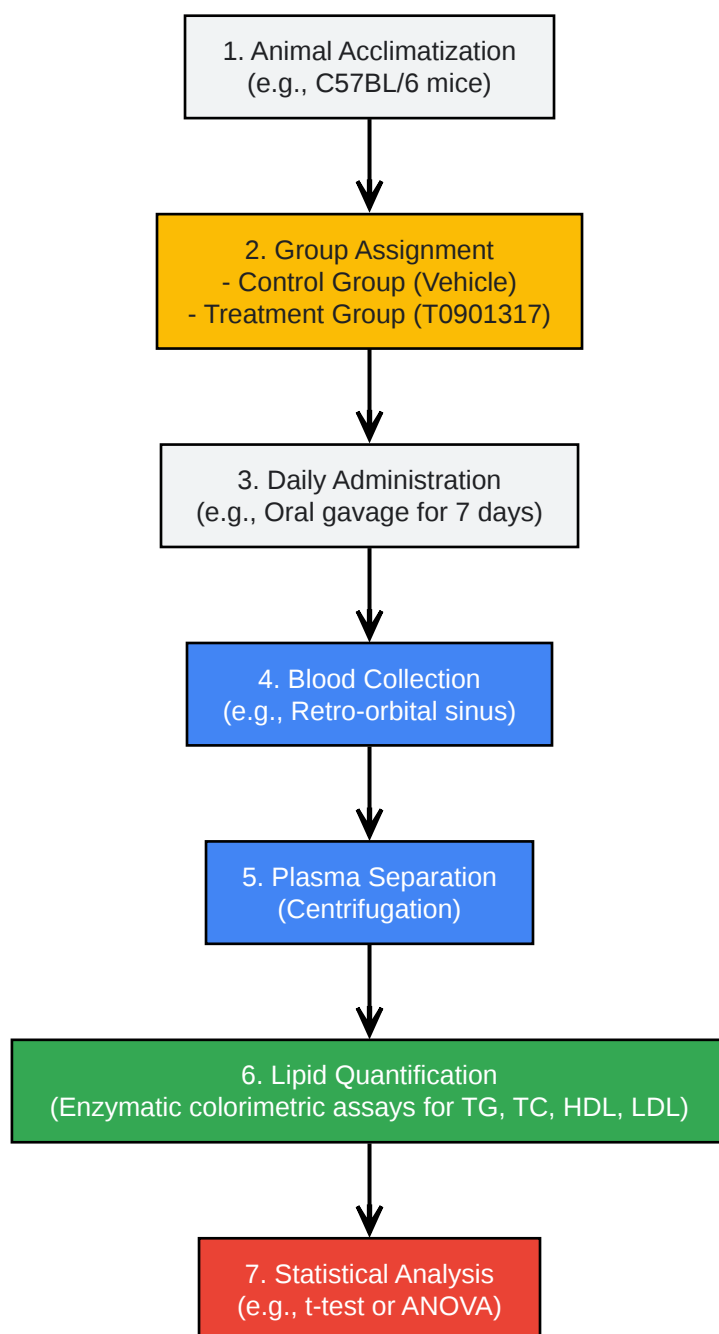 1. Animal Acclimatization
(e.g., C57BL/6 mice)
2. Group Assignment
- Control Group (Vehicle)
- Treatment Group (T0901317)
3. Daily Administration
(e.g., Oral gavage for 7 days)
4. Blood Collection
(e.g., Retro-orbital sinus)
5. Plasma Separation
(Centrifugation)
6. Lipid Quantification
(Enzymatic colorimetric assays for TG, TC, HDL, LDL)
7. Statistical Analysis
(e.g., t-test or ANOVA)